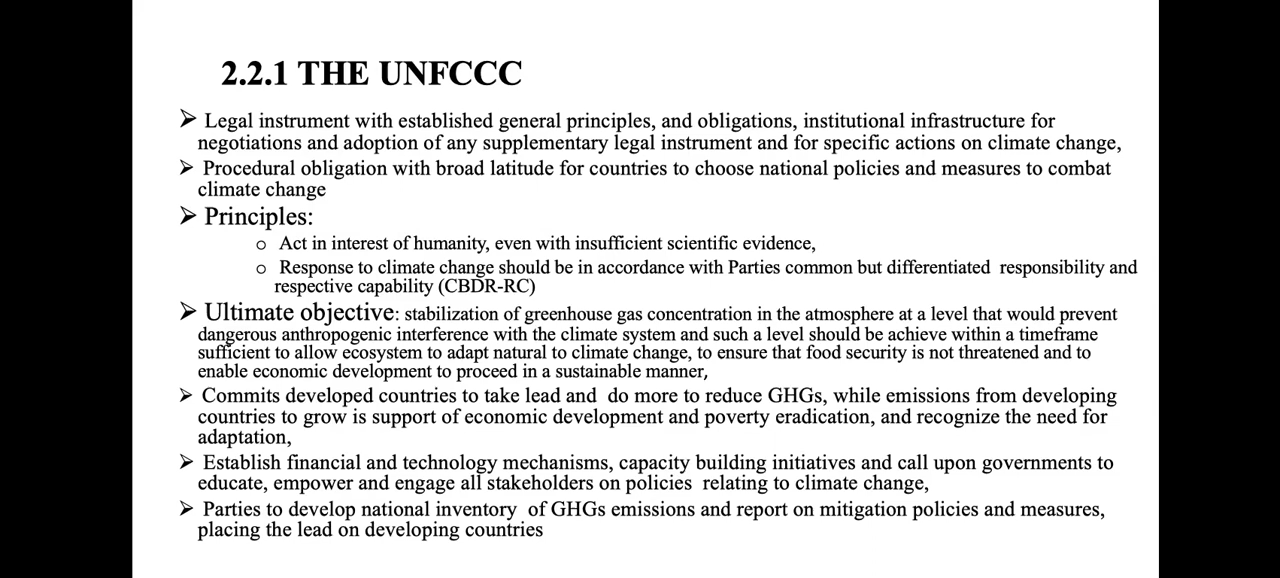 2.2.1 THE UNFCCC
➢ Legal instrument with established general principles, and obligations, institutional infrastructure for
negotiations and adoption of any supplementary legal instrument and for specific actions on climate change,
➢ Procedural obligation with broad latitude for countries to choose national policies and measures to combat
climate change
➢ Principles:
o Act in interest of humanity, even with insufficient scientific evidence,
o Response to climate change should be in accordance with Parties common but differentiated responsibility and
respective capability (CBDR-RC)
➢ Ultimate objective: stabilization of greenhouse gas concentration in the atmosphere at a level that would prevent
dangerous anthropogenic interference with the climate system and such a level should be achieve within a timeframe
sufficient to allow ecosystem to adapt natural to climate change, to ensure that food security is not threatened and to
enable economic development to proceed in a sustainable manner,
➢ Commits developed countries to take lead and do more to reduce GHGs, while emissions from developing
countries to grow is support of economic development and poverty eradication, and recognize the need for
adaptation,
➢ Establish financial and technology mechanisms, capacity building initiatives and call upon governments to
educate, empower and engage all stakeholders on policies relating to climate change,
➢ Parties to develop national inventory of GHGs emissions and report on mitigation policies and measures,
placing the lead on developing countries